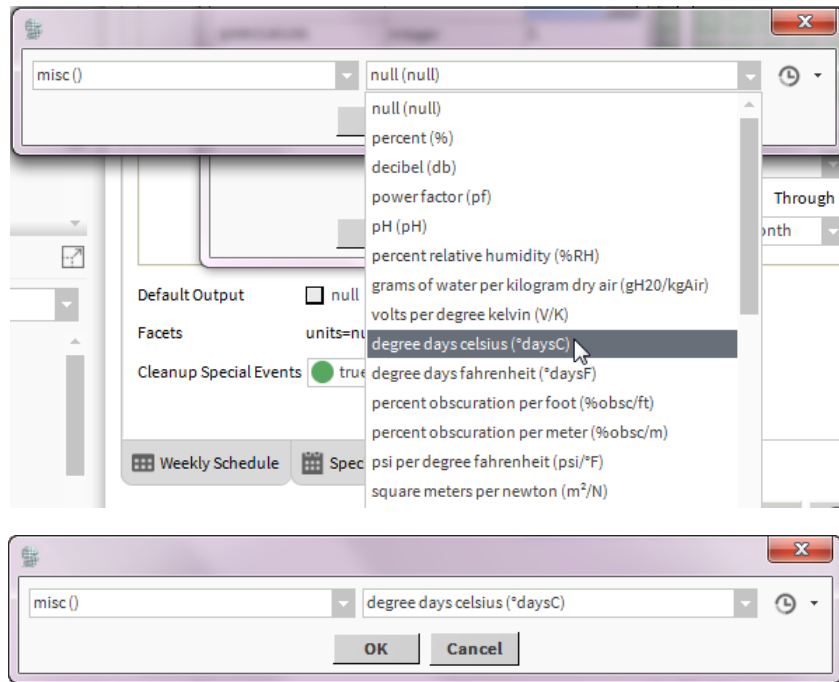 misc () null (null)
null (null)
percent (%)
decibel (db)
power factor (pf)
pH (pH)
percent relative humidity (%RH)
grams of water per kilogram dry air (gH20/kgAir)
volts per degree kelvin (V/K)
degree days celsius (°daysC)
degree days fahrenheit (°daysF)
percent obscuration per foot (%obsc/ft)
percent obscuration per meter (%obsc/m)
psi per degree fahrenheit (psi/°F)
square meters per newton (m²/N)
Through
onth
Default Output null
Facets units=nu
Cleanup Special Events true
Weekly Schedule Spec
misc () degree days celsius (°daysC)
OK Cancel